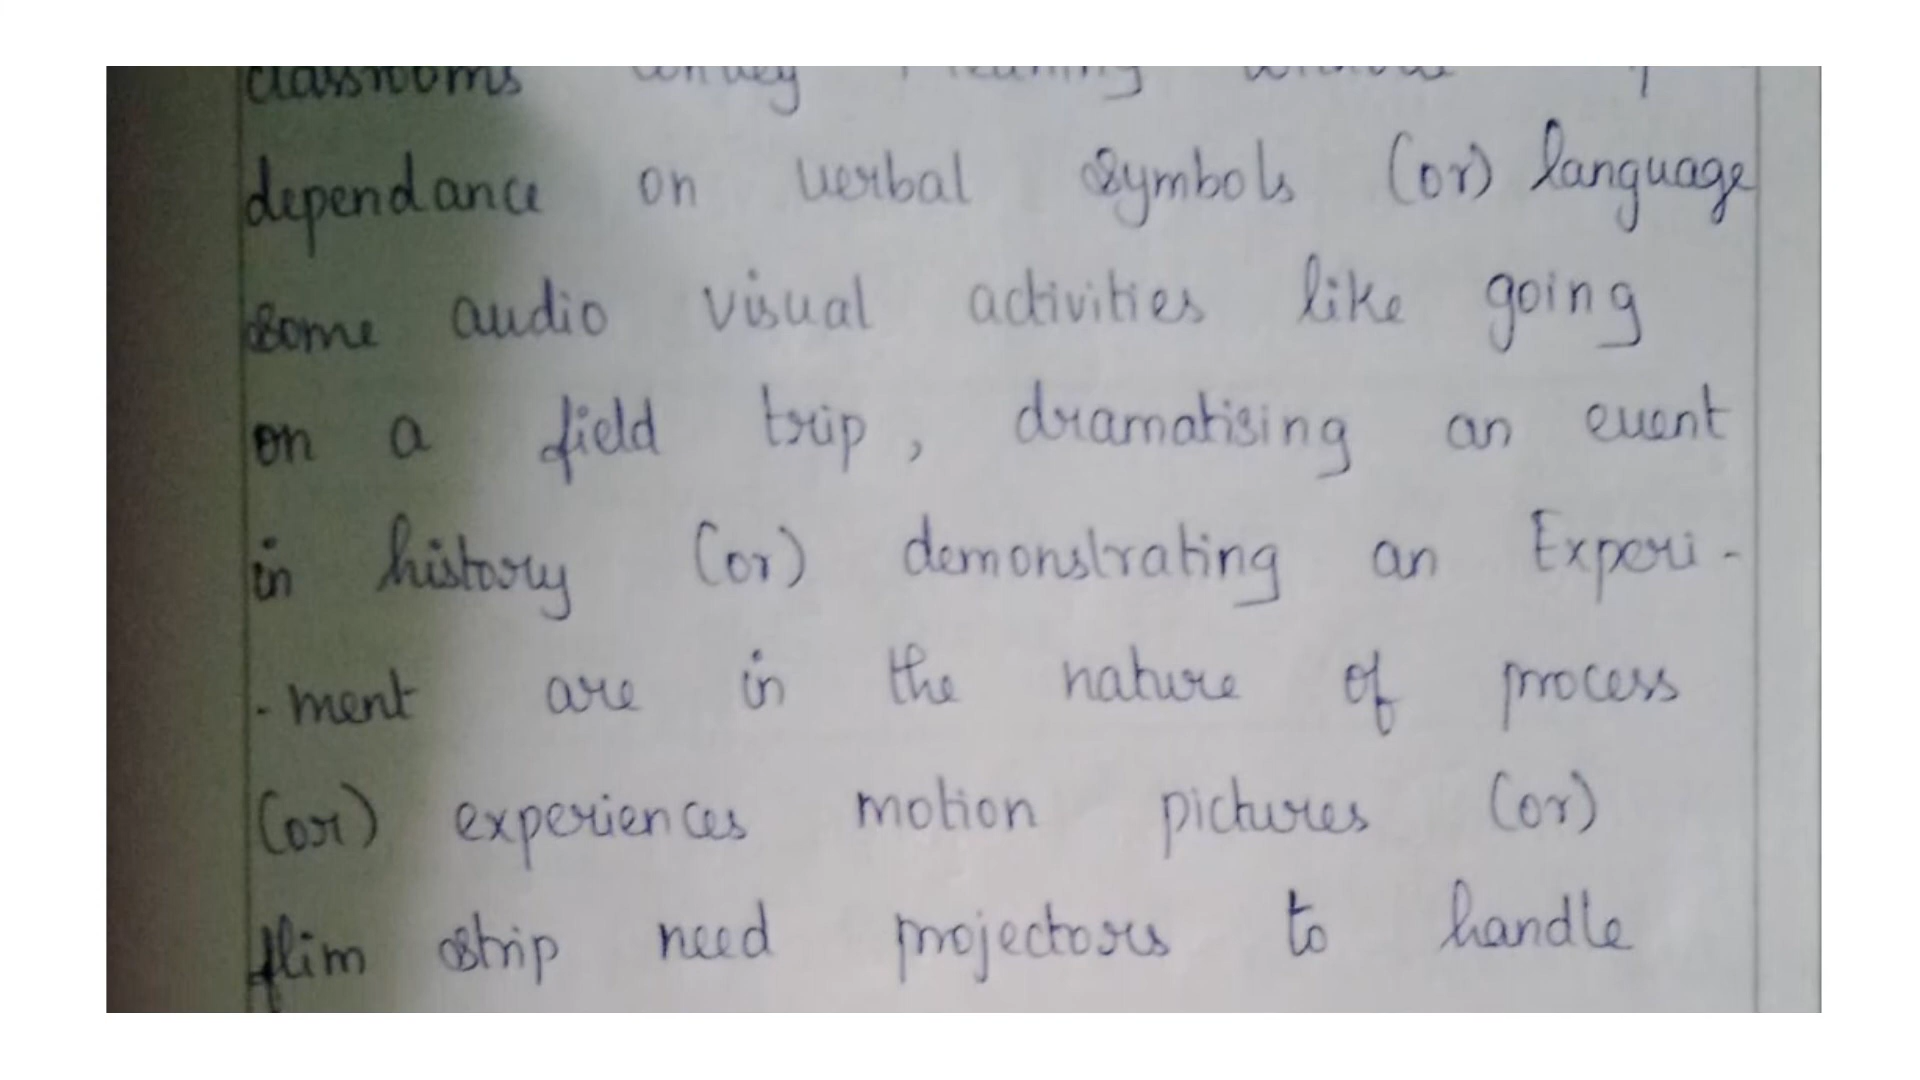 classrooms convey
dependance on verbal symbols (or) language
some audio visual activities like going
on a field trip, dramatising an event
in history (or) demonstrating an Experi -
- ment are in the nature of process
(or) experiences motion pictures (or)
flim strip need projectors to handle